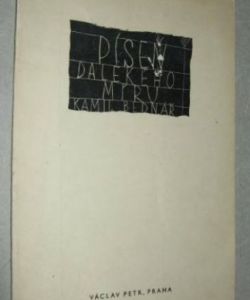 PÍSEŇ
DALEKÉHO
MÍRU
KAMIL BEDNÁŘ
VÁCLAV PETR, PRAHA